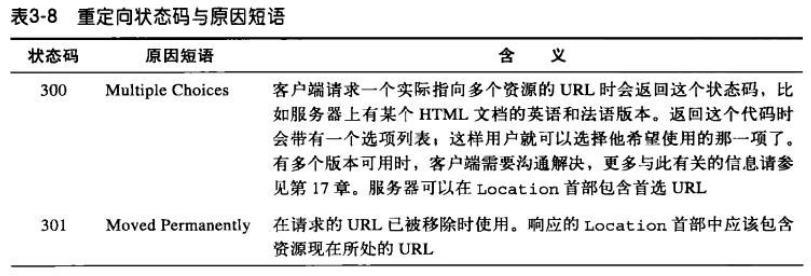 表3-8 重定向状态码与原因短语
状态码 原因短语 含 义
300 Multiple Choices 客户端请求一个实际指向多个资源的 URL 时会返回这个状态码，比
如服务器上有某个 HTML 文档的英语和法语版本。返回这个代码时
会带有一个选项列表；这样用户就可以选择他希望使用的那一项了。
有多个版本可用时，客户端需要沟通解决，更多与此有关的信息请参
见第 17 章。服务器可以在 Location 首部包含首选 URL
301 Moved Permanently 在请求的 URL 已被移除时使用。响应的 Location 首部中应该包含
资源现在所处的 URL